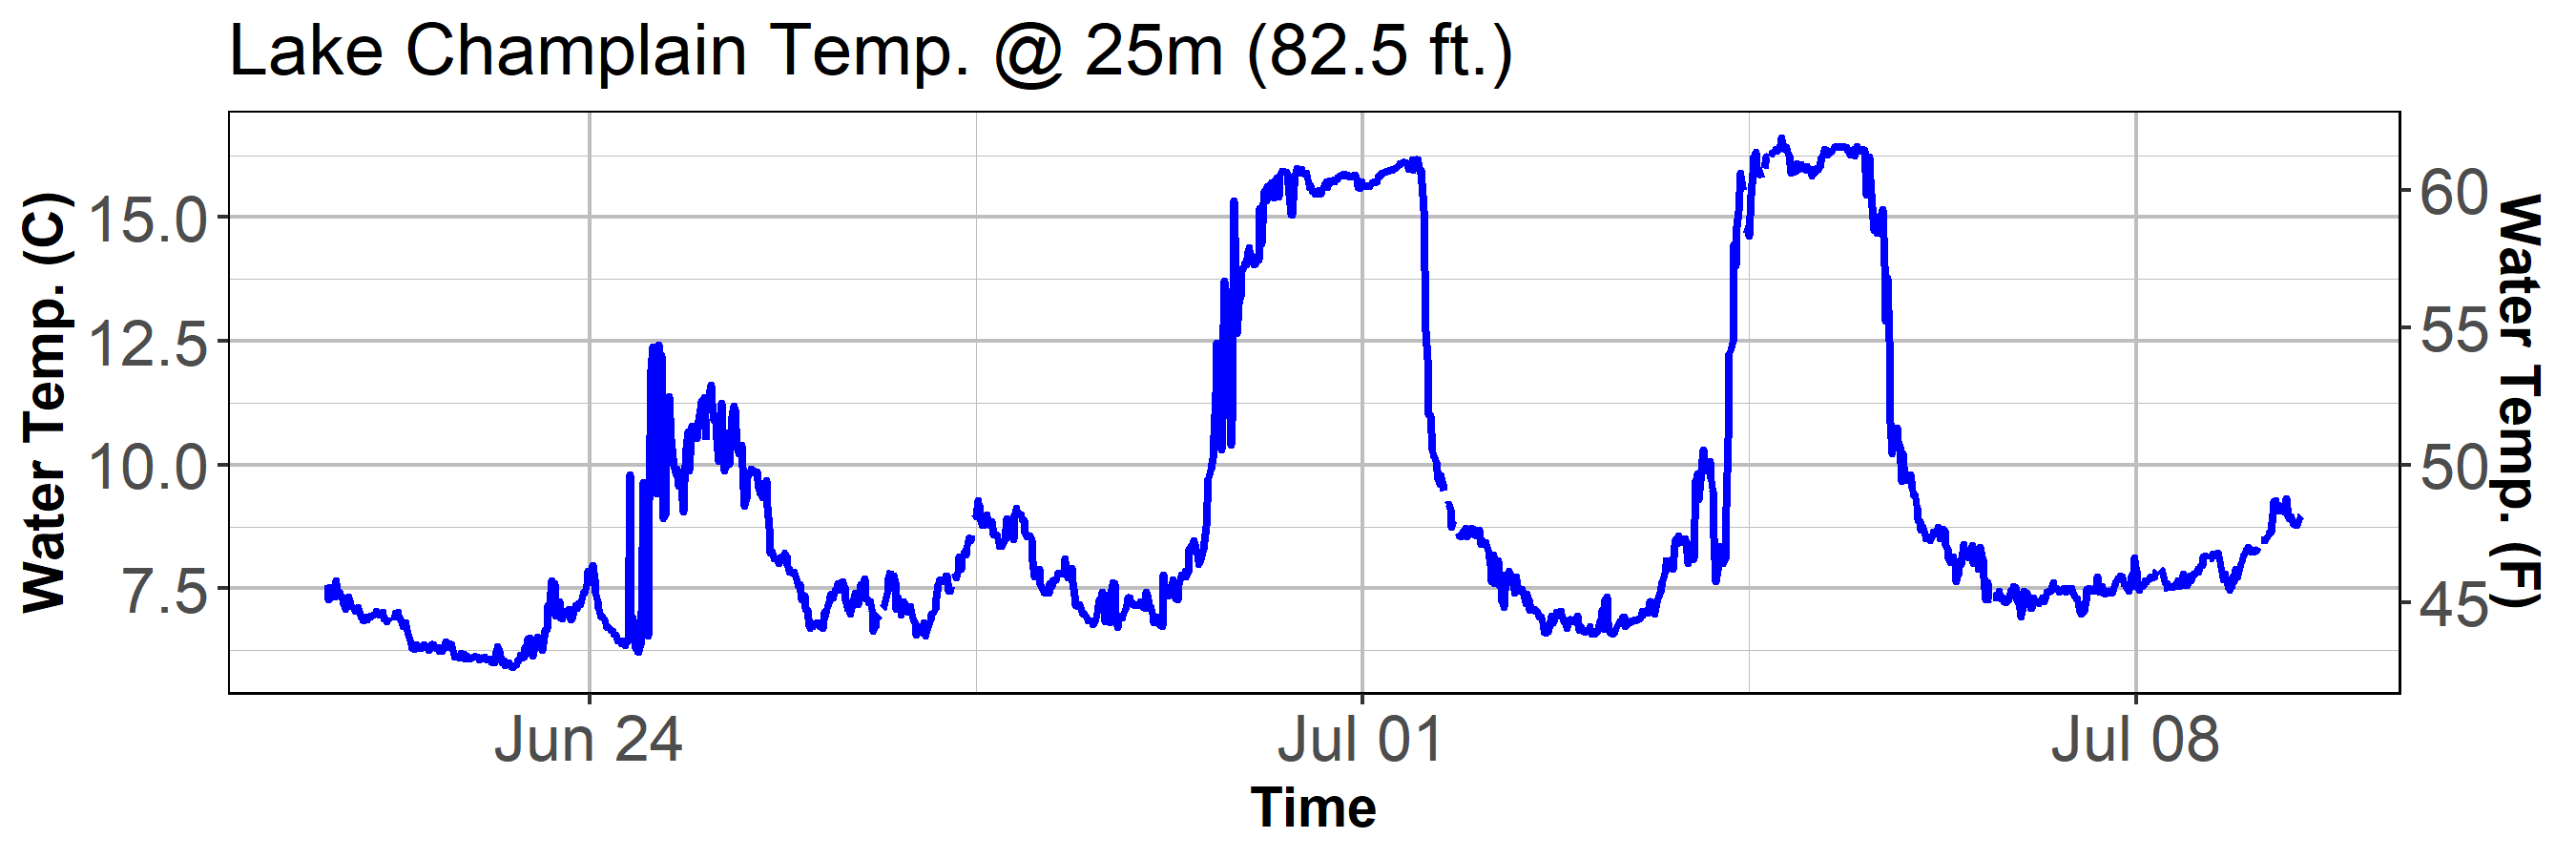 Lake Champlain Temp. @ 25m (82.5 ft.)
Water Temp. (C)
15.0
12.5
10.0
7.5
60
55
50
45
Water Temp. (F)
Jun 24
Jul 01
Jul 08
Time